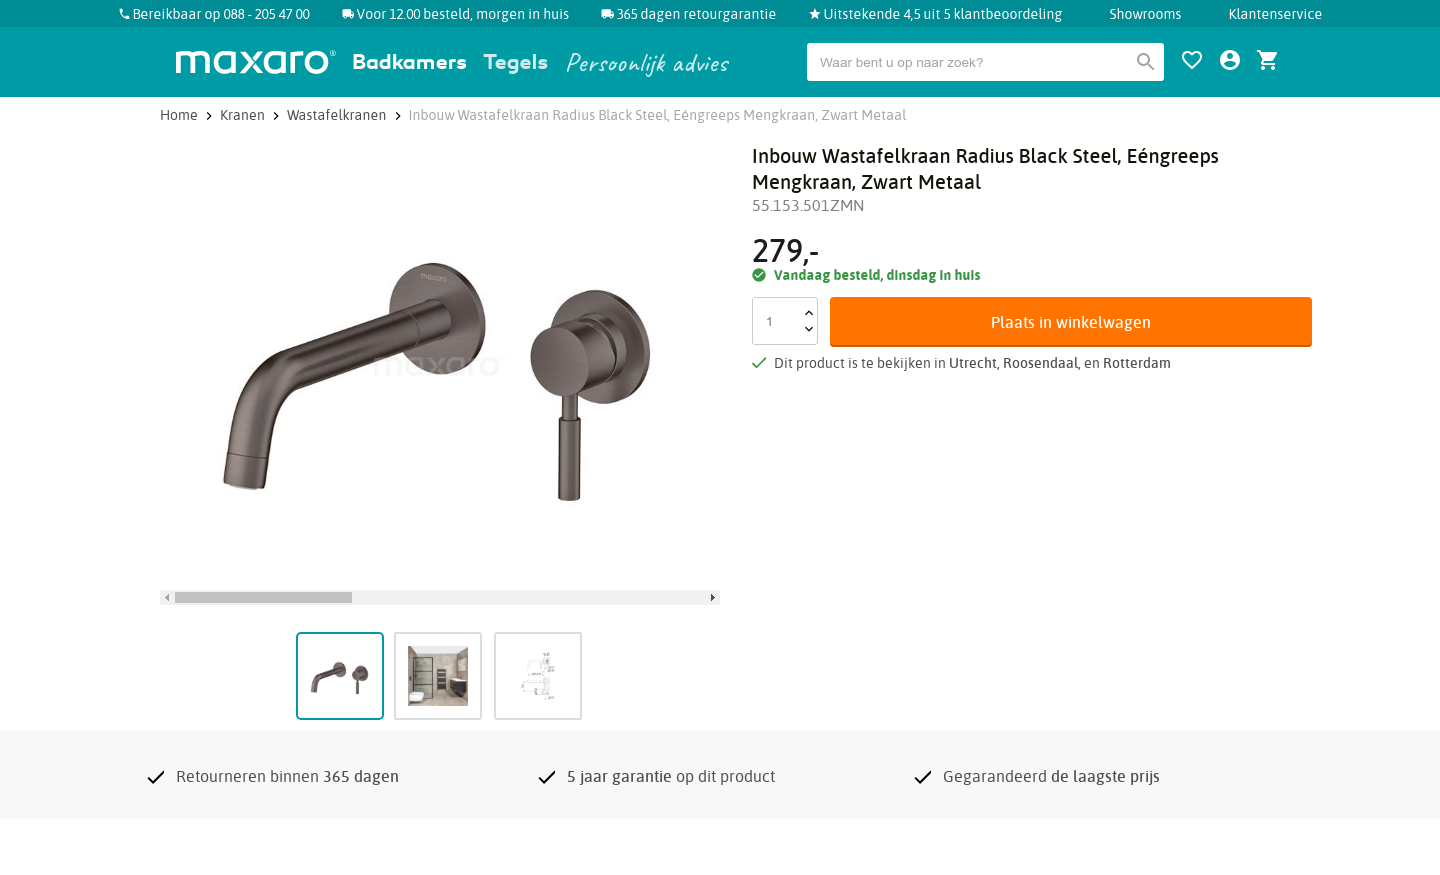 Bereikbaar op 088 - 205 47 00
Voor 12.00 besteld, morgen in huis
365 dagen retourgarantie
Uitstekende 4,5 uit 5 klantbeoordeling
Showrooms
Klantenservice
maxaro®
Badkamers
Tegels
Persoonlijk advies
Waar bent u op naar zoek?
Home > Kranen > Wastafelkranen > Inbouw Wastafelkraan Radius Black Steel, Eéngreeps Mengkraan, Zwart Metaal
Inbouw Wastafelkraan Radius Black Steel, Eéngreeps
Mengkraan, Zwart Metaal
55.153.501ZMN
279,-
Vandaag besteld, dinsdag in huis
1
Plaats in winkelwagen
Dit product is te bekijken in Utrecht, Roosendaal, en Rotterdam
maxaro
maxaro
Retourneren binnen 365 dagen
5 jaar garantie op dit product
Gegarandeerd de laagste prijs